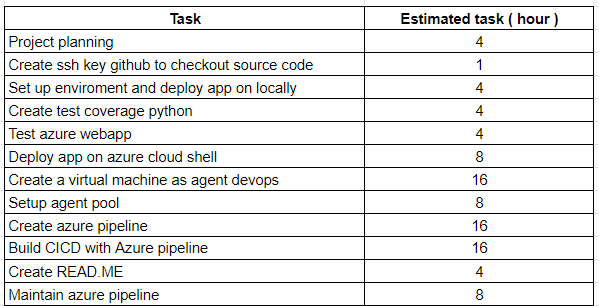 Task Estimated task ( hour )
Project planning 4
Create ssh key github to checkout source code 1
Set up enviroment and deploy app on locally 4
Create test coverage python 4
Test azure webapp 4
Deploy app on azure cloud shell 8
Create a virtual machine as agent devops 16
Setup agent pool 8
Create azure pipeline 16
Build CICD with Azure pipeline 16
Create READ.ME 4
Maintain azure pipeline 8